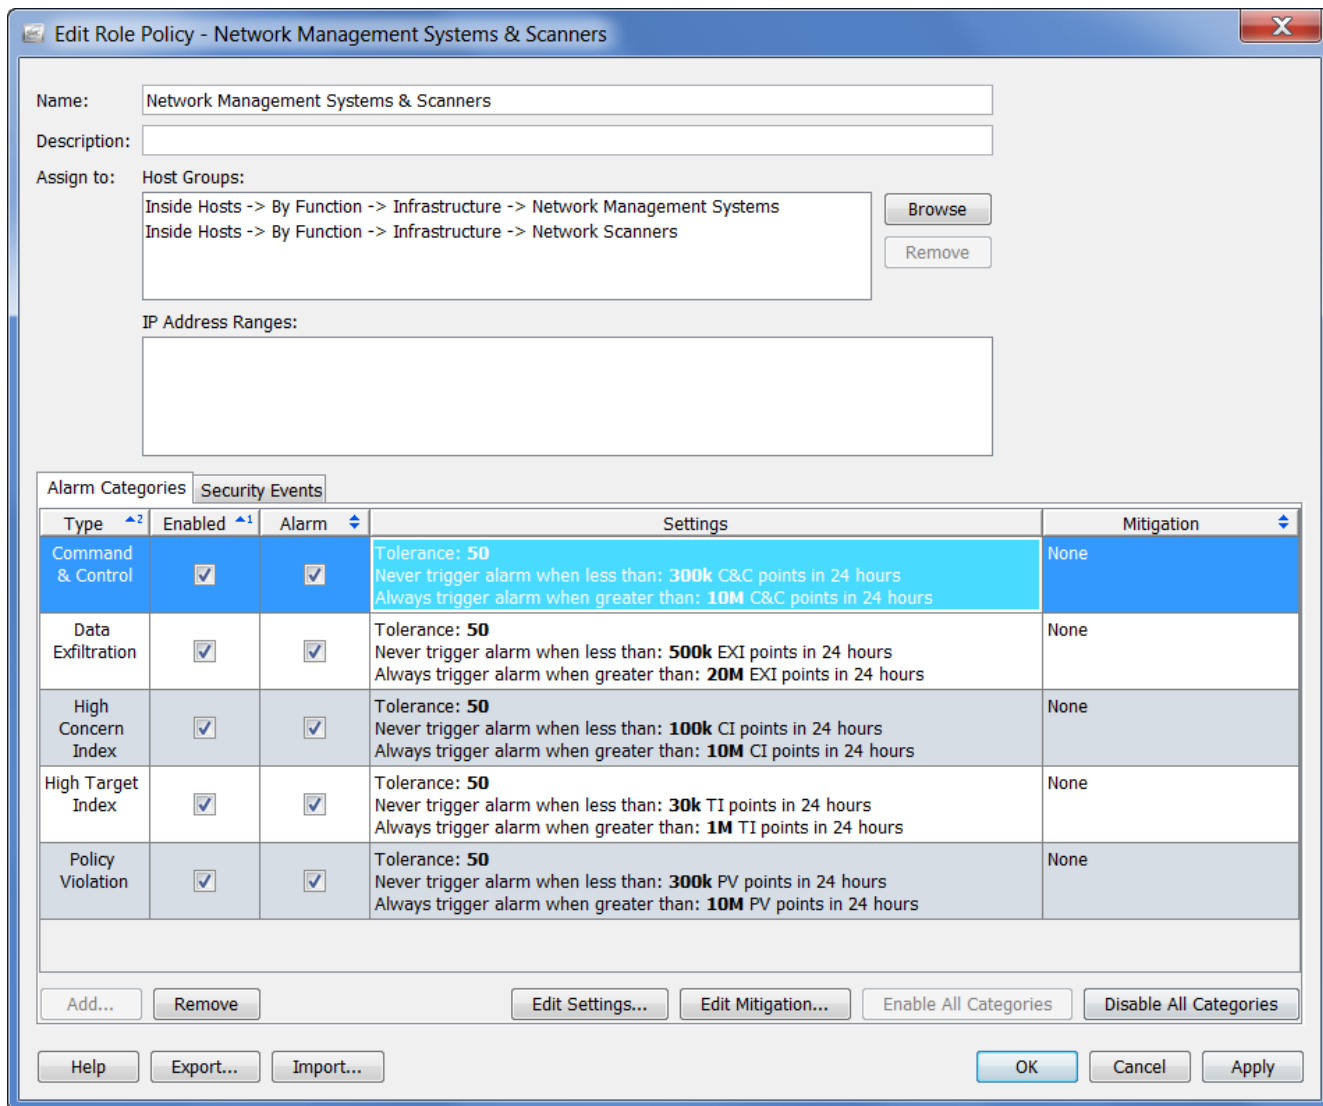 Edit Role Policy - Network Management Systems & Scanners
X
Name:
Network Management Systems & Scanners
Description:
Assign to:
Host Groups:
Inside Hosts -> By Function -> Infrastructure -> Network Management Systems
Inside Hosts -> By Function -> Infrastructure -> Network Scanners
Browse
Remove
IP Address Ranges:
Alarm Categories
Security Events
Type 2
Enabled 1
Alarm
Settings
Mitigation
Command
& Control
Tolerance: 50
Never trigger alarm when less than: 300k C&C points in 24 hours
Always trigger alarm when greater than: 10M C&C points in 24 hours
None
Data
Exfiltration
Tolerance: 50
Never trigger alarm when less than: 500k EXI points in 24 hours
Always trigger alarm when greater than: 20M EXI points in 24 hours
None
High
Concern
Index
Tolerance: 50
Never trigger alarm when less than: 100k CI points in 24 hours
Always trigger alarm when greater than: 10M CI points in 24 hours
None
High Target
Index
Tolerance: 50
Never trigger alarm when less than: 30k TI points in 24 hours
Always trigger alarm when greater than: 1M TI points in 24 hours
None
Policy
Violation
Tolerance: 50
Never trigger alarm when less than: 300k PV points in 24 hours
Always trigger alarm when greater than: 10M PV points in 24 hours
None
Add...
Remove
Edit Settings...
Edit Mitigation...
Enable All Categories
Disable All Categories
Help
Export...
Import...
OK
Cancel
Apply